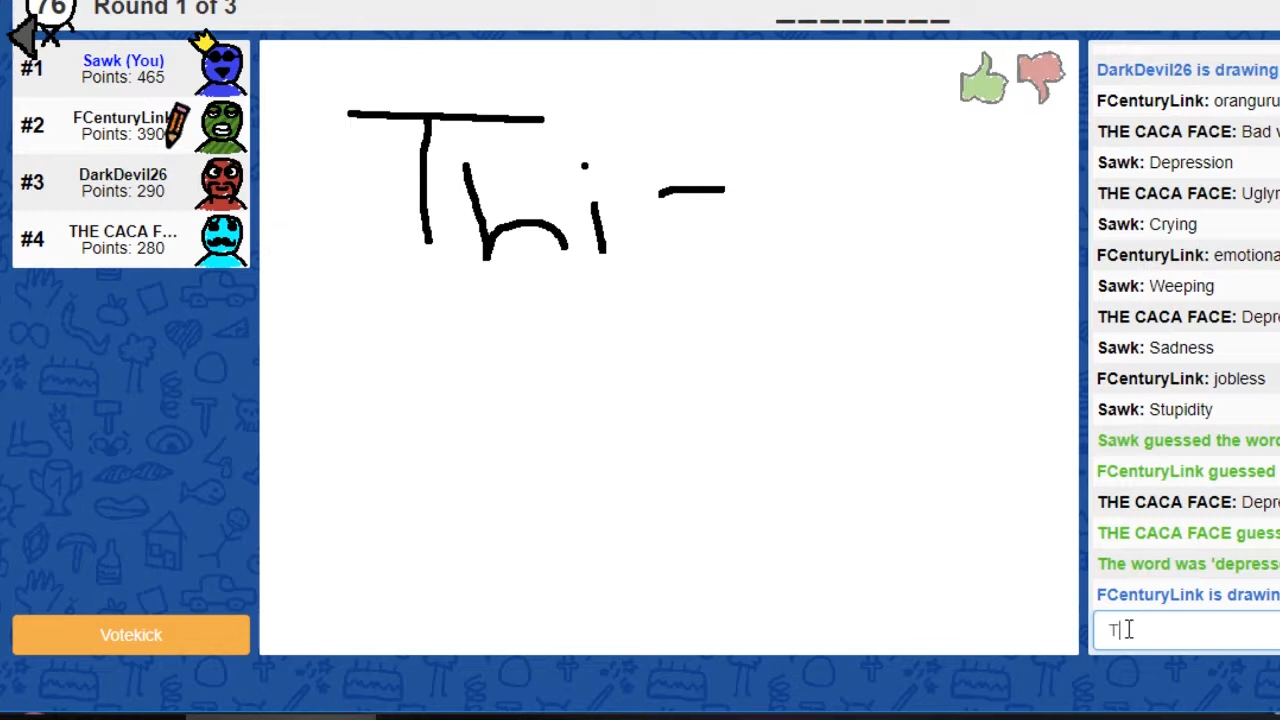 76 Round 1 of 3
________
#1 Sawk (You)
Points: 465
#2 FCenturyLink
Points: 390
#3 DarkDevil26
Points: 290
#4 THE CACA F...
Points: 280
Votekick
Thi -
DarkDevil26 is drawing
FCenturyLink: oranguru
THE CACA FACE: Bad
Sawk: Depression
THE CACA FACE: Uglyr
Sawk: Crying
FCenturyLink: emotiona
Sawk: Weeping
THE CACA FACE: Depre
Sawk: Sadness
FCenturyLink: jobless
Sawk: Stupidity
Sawk guessed the word
FCenturyLink guessed
THE CACA FACE: Depre
THE CACA FACE guess
The word was 'depress
FCenturyLink is drawin
T